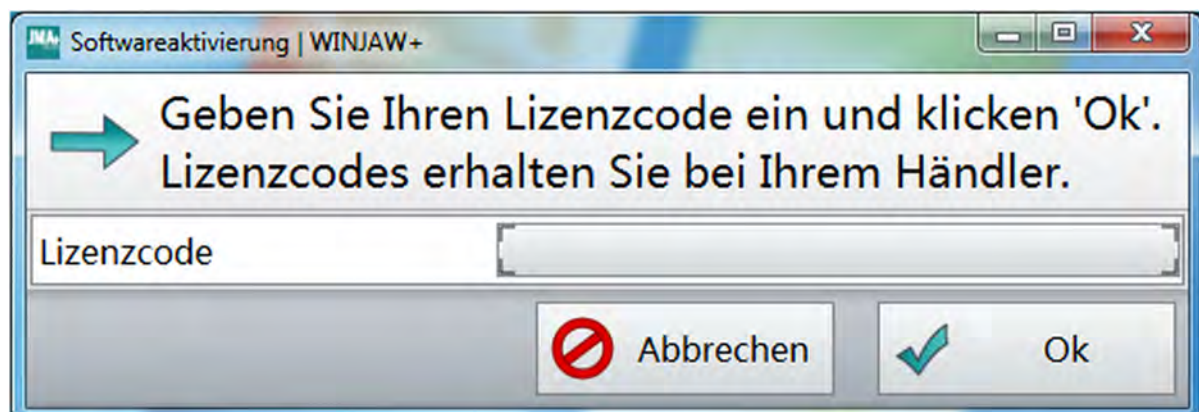 Softwareaktivierung | WINJAW+
Geben Sie Ihren Lizenzcode ein und klicken 'Ok'.
Lizenzcodes erhalten Sie bei Ihrem Händler.
Lizenzcode
Abbrechen Ok